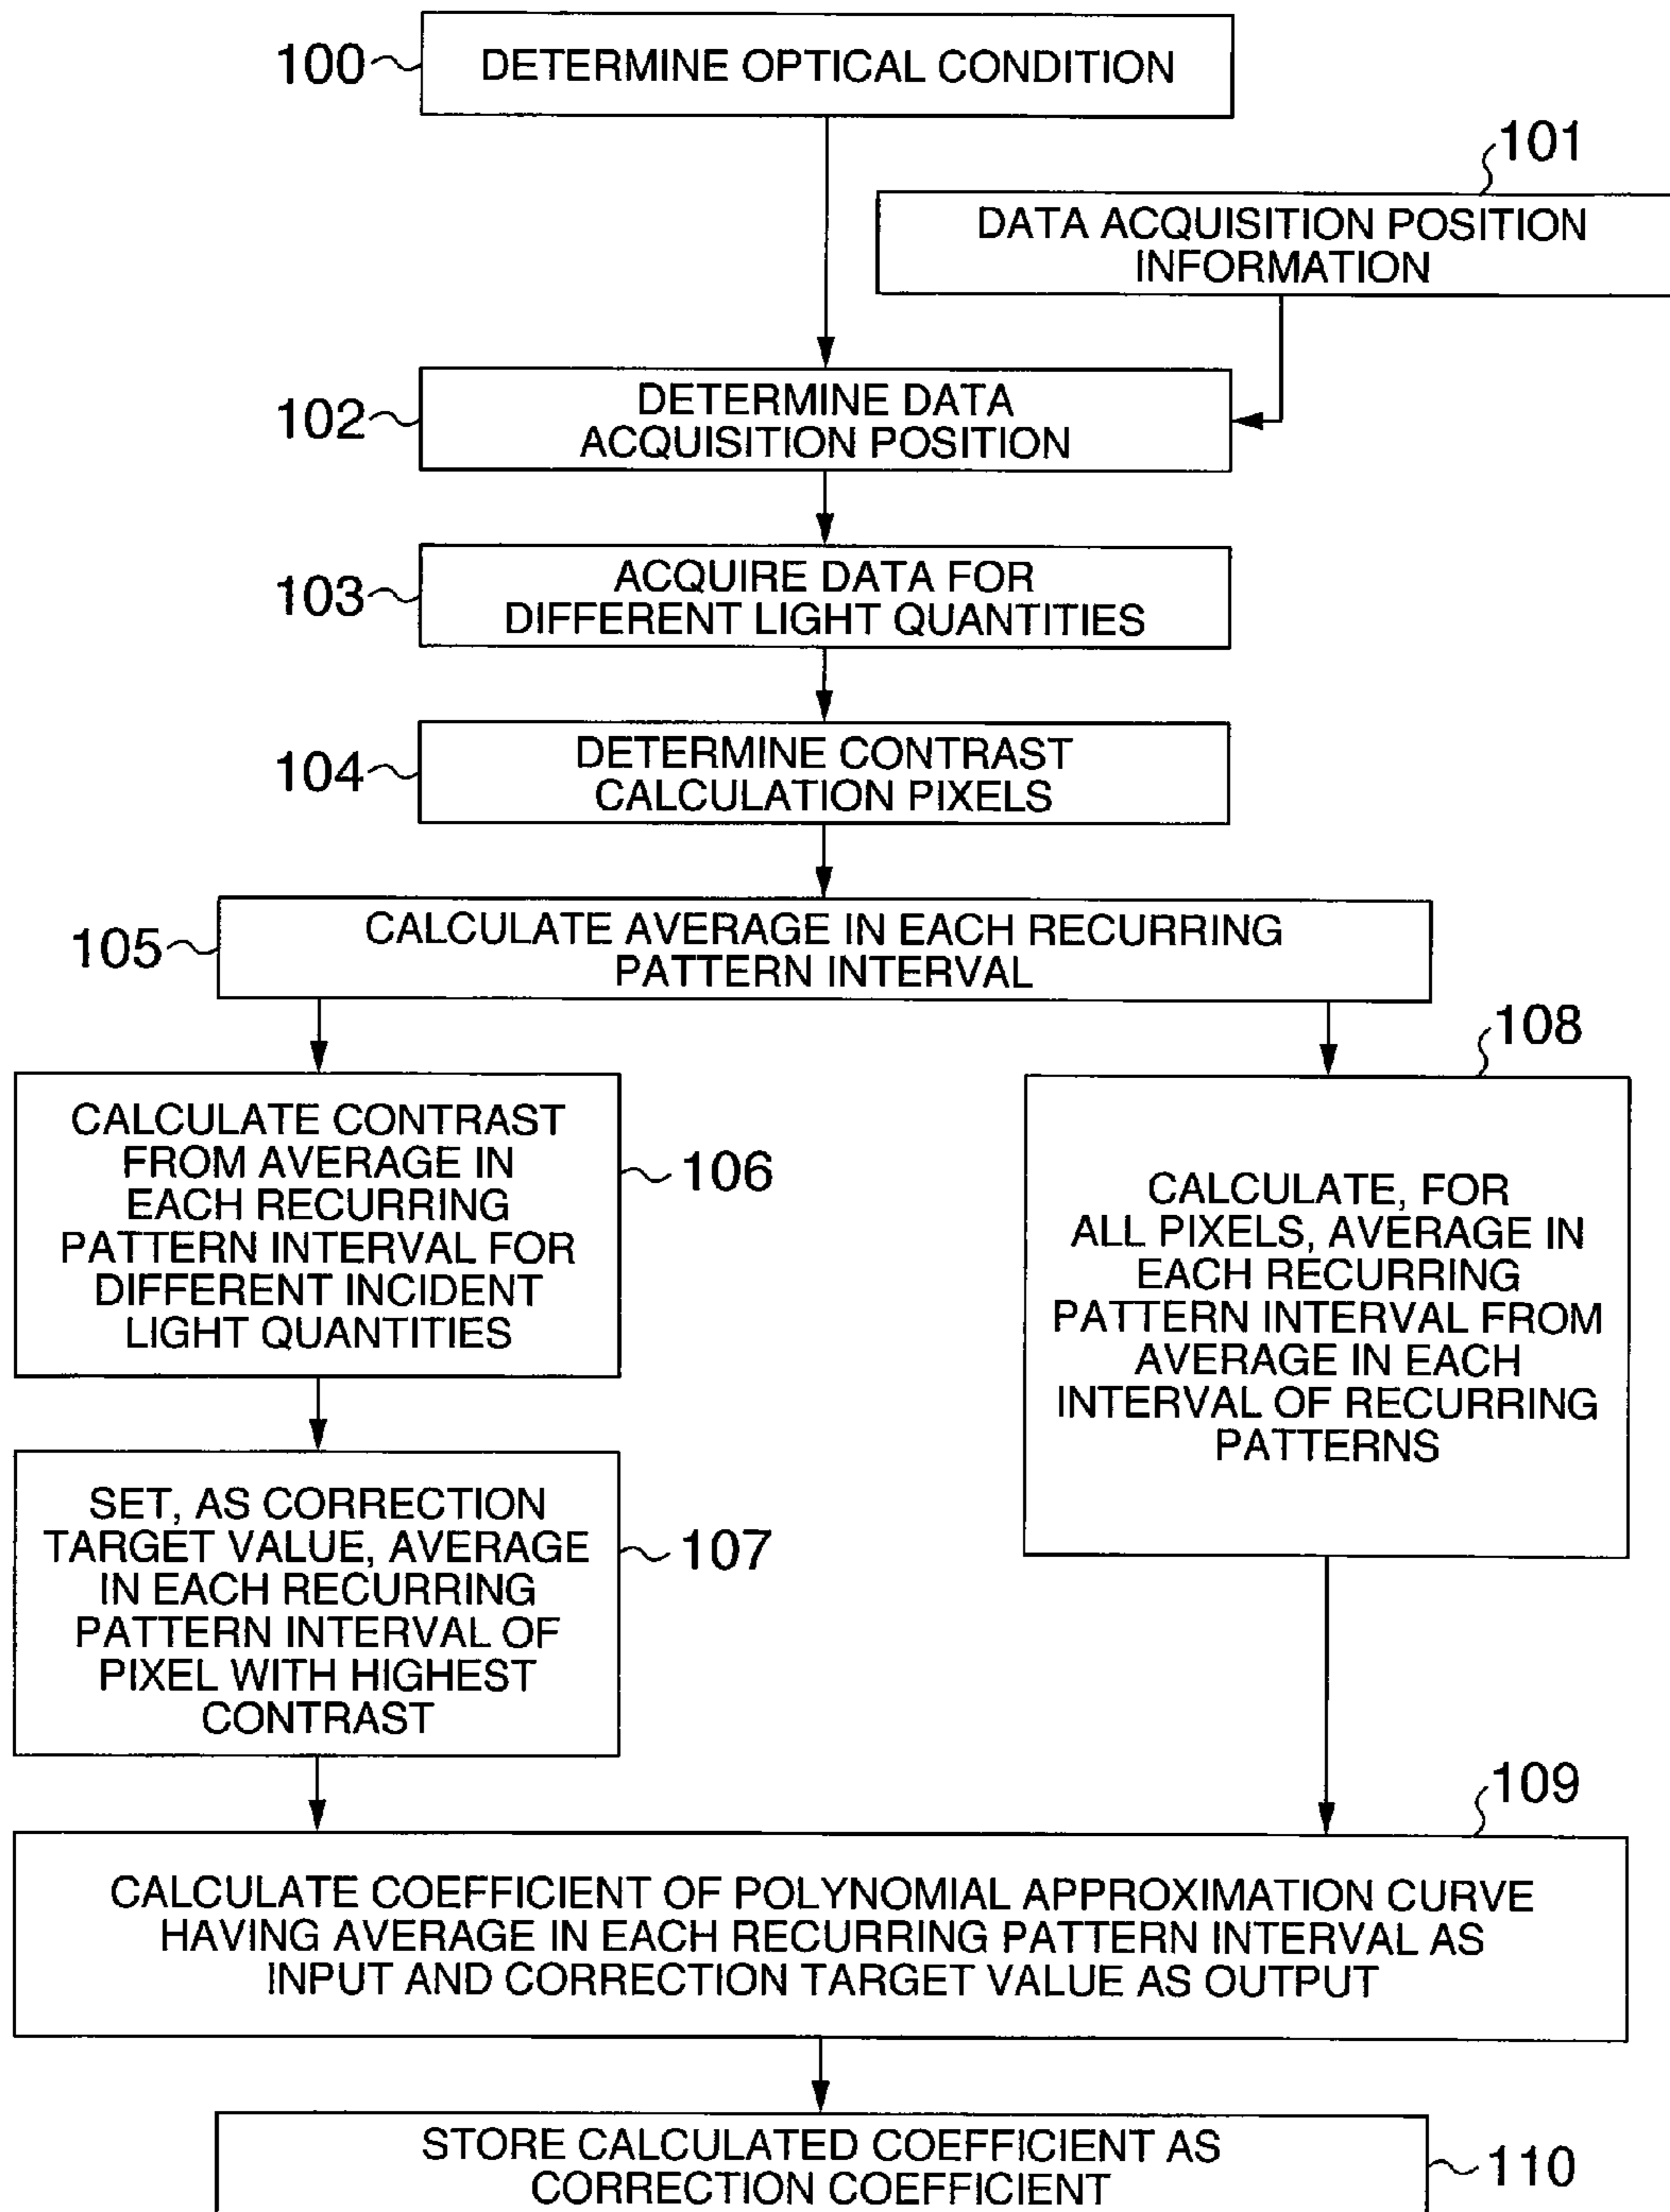 100
DETERMINE OPTICAL CONDITION
101
DATA ACQUISITION POSITION
INFORMATION
102
DETERMINE DATA
ACQUISITION POSITION
103
ACQUIRE DATA FOR
DIFFERENT LIGHT QUANTITIES
104
DETERMINE CONTRAST
CALCULATION PIXELS
105
CALCULATE AVERAGE IN EACH RECURRING
PATTERN INTERVAL
CALCULATE CONTRAST
FROM AVERAGE IN
EACH RECURRING
PATTERN INTERVAL FOR
DIFFERENT INCIDENT
LIGHT QUANTITIES
106
SET, AS CORRECTION
TARGET VALUE, AVERAGE
IN EACH RECURRING
PATTERN INTERVAL OF
PIXEL WITH HIGHEST
CONTRAST
107
108
CALCULATE, FOR
ALL PIXELS, AVERAGE IN
EACH RECURRING
PATTERN INTERVAL FROM
AVERAGE IN EACH
INTERVAL OF RECURRING
PATTERNS
109
CALCULATE COEFFICIENT OF POLYNOMIAL APPROXIMATION CURVE
HAVING AVERAGE IN EACH RECURRING PATTERN INTERVAL AS
INPUT AND CORRECTION TARGET VALUE AS OUTPUT
STORE CALCULATED COEFFICIENT AS
CORRECTION COEFFICIENT
110